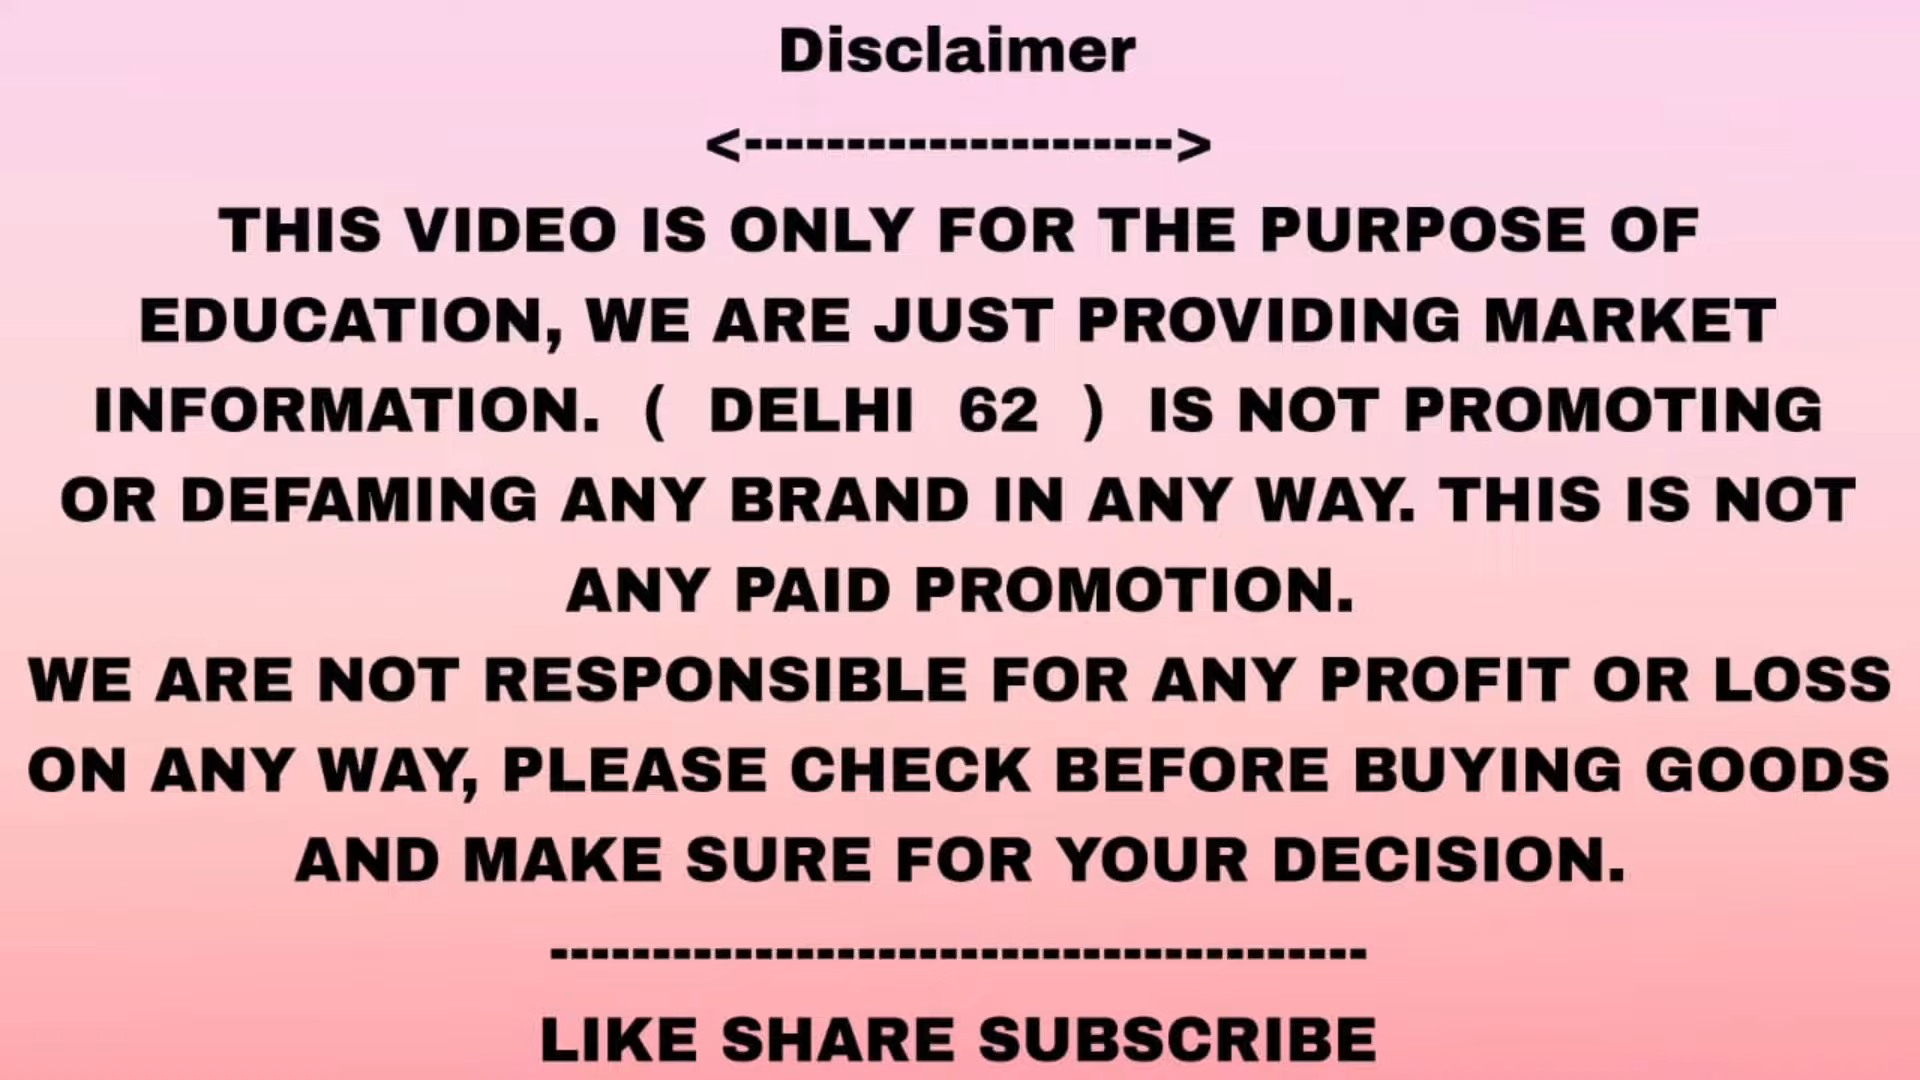 Disclaimer
<--------------------->
THIS VIDEO IS ONLY FOR THE PURPOSE OF
EDUCATION, WE ARE JUST PROVIDING MARKET
INFORMATION. ( DELHI 62 ) IS NOT PROMOTING
OR DEFAMING ANY BRAND IN ANY WAY. THIS IS NOT
ANY PAID PROMOTION.
WE ARE NOT RESPONSIBLE FOR ANY PROFIT OR LOSS
ON ANY WAY, PLEASE CHECK BEFORE BUYING GOODS
AND MAKE SURE FOR YOUR DECISION.
----------------------------------------
LIKE SHARE SUBSCRIBE